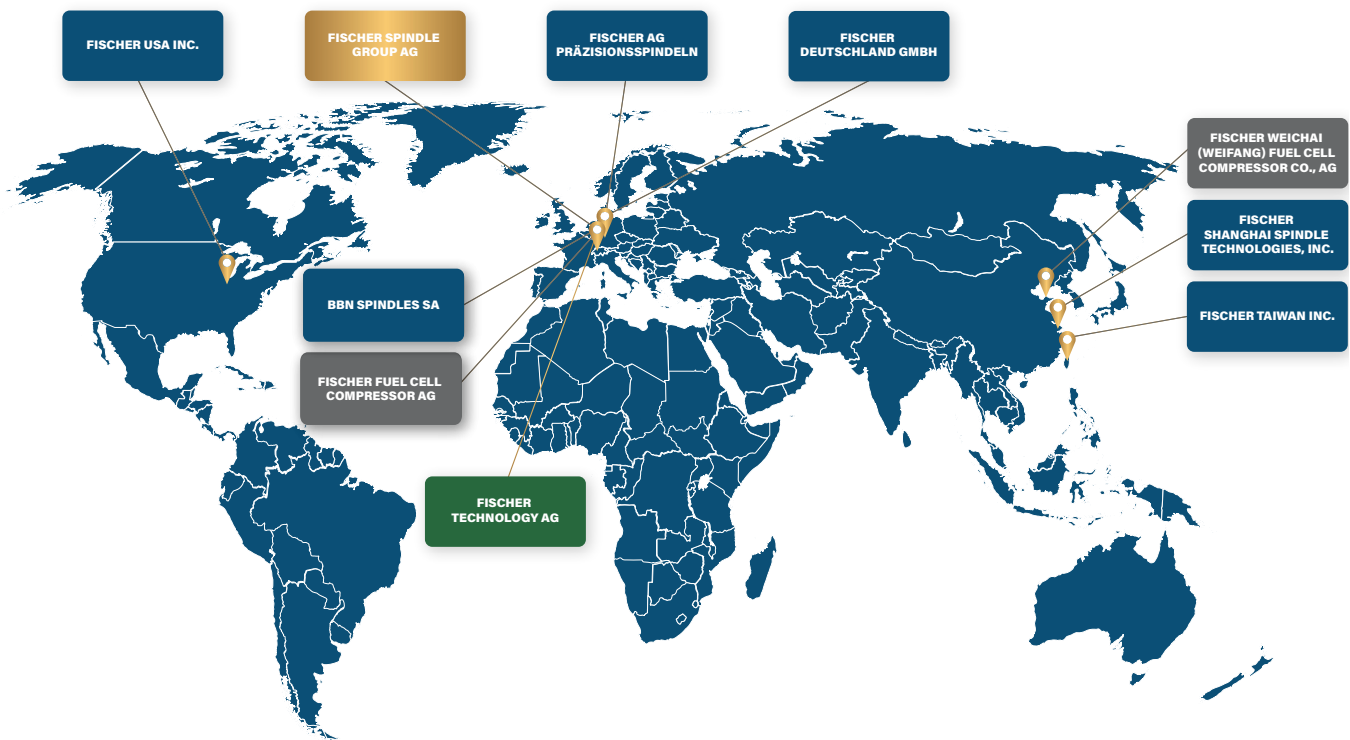 FISCHER USA INC.
FISCHER SPINDLE
GROUP AG
FISCHER AG
PRÄZISIONSSPINDELN
FISCHER
DEUTSCHLAND GMBH
FISCHER WEICHAI
(WEIFANG) FUEL CELL
COMPRESSOR CO., AG
FISCHER
SHANGHAI SPINDLE
TECHNOLOGIES, INC.
FISCHER TAIWAN INC.
BBN SPINDLES SA
FISCHER FUEL CELL
COMPRESSOR AG
FISCHER
TECHNOLOGY AG